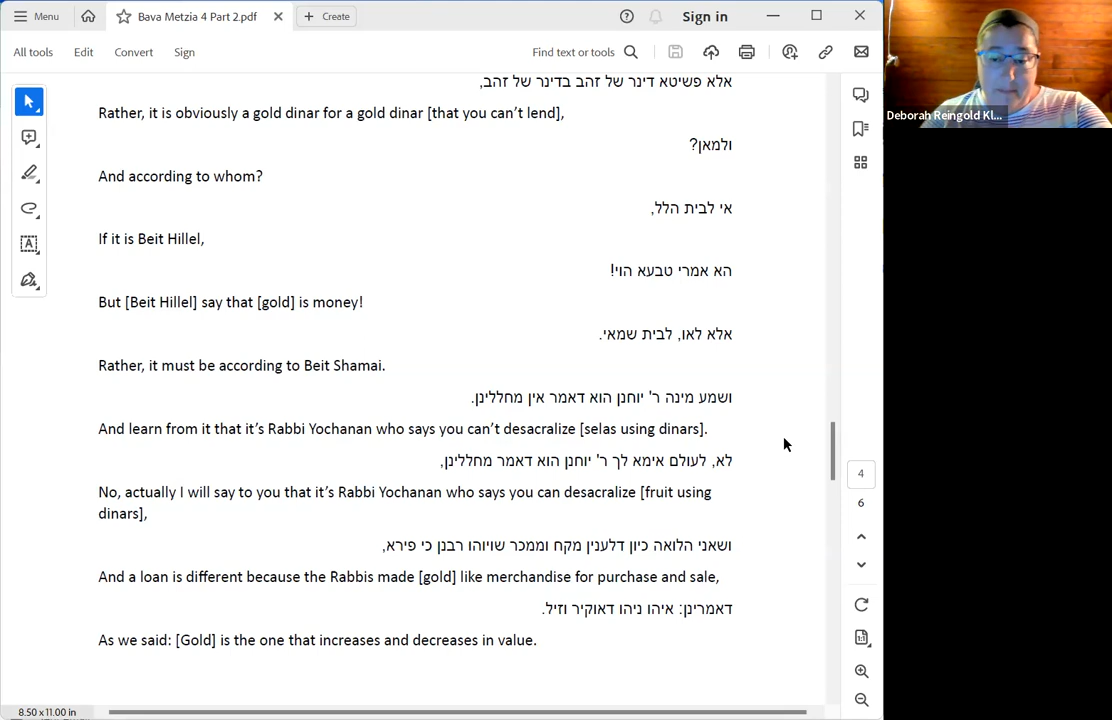 Menu
Bava Metzia 4 Part 2.pdf
Create
Sign in
All tools
Edit
Convert
Sign
Find text or tools
Deborah Reingold Kl...
אלא פשיטא דינר של זהב בדינר של זהב,
Rather, it is obviously a gold dinar for a gold dinar [that you can’t lend],
ולמאן?
And according to whom?
אי לבית הלל,
If it is Beit Hillel,
הא אמרי טבעא הוי!
But [Beit Hillel] say that [gold] is money!
אלא לאו, לבית שמאי.
Rather, it must be according to Beit Shamai.
ושמע מינה ר' יוחנן הוא דאמר אין מחללינן.
And learn from it that it’s Rabbi Yochanan who says you can’t desacralize [selas using dinars].
לא, לעולם אימא לך ר' יוחנן הוא דאמר מחללינן,
No, actually I will say to you that it’s Rabbi Yochanan who says you can desacralize [fruit using
dinars],
ושאני הלואה כיון דלענין מקח וממכר שויוהו רבנן כי פירא,
And a loan is different because the Rabbis made [gold] like merchandise for purchase and sale,
דאמרינן: איהו ניהו דאוקיר וזיל.
As we said: [Gold] is the one that increases and decreases in value.
4
6
8.50 x 11.00 in